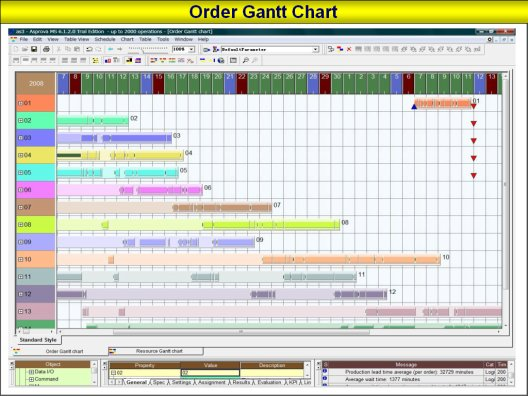 Order Gantt Chart
.as3 - Asprova MS 6.1.2.0 Trial Edition - up to 2000 operations - [Order Gantt chart]
File Edit View Table Schedule Chart Table Tools Window Help
100% DefaultParameter
2008 7 8 9 10 11 12 13 14 15 16 17 18 19 20 21 22 23 24 25 26 27 28 29 30 31 1 2 3 4 5 6 7 8 9 10 11 12 13
01 01
02 02
03 03
04 04
05 05
06 06
07 07
08 08
09 09
10 10
11 11
12 12
13
Standard Style
Order Gantt chart Resource Gantt chart
Object Property Value Description S Message Cat Time
Data I/O 02 02 Production lead time average (per order): 32729 minutes Logi 200
Command General Spec Settings Assignment Results Evaluation KPI Average wait time: 1377 minutes Logi 200